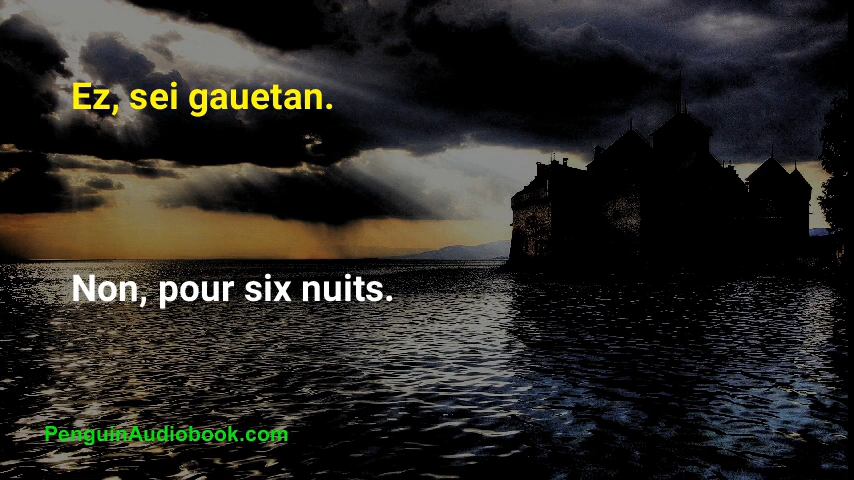 Ez, sei gauetan.
Non, pour six nuits.
PenguinAudiobook.com